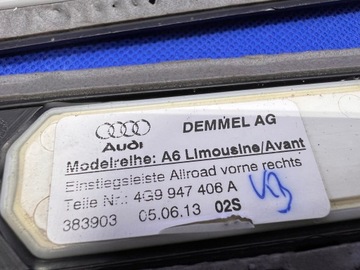 DEMMEL AG
Audi
Modelreihe: A6 Limousine/Avant
Einstiegsleiste Allroad vorne rechts
Teile Nr.: 4G9 947 406 A
383903 05.06.13 02S